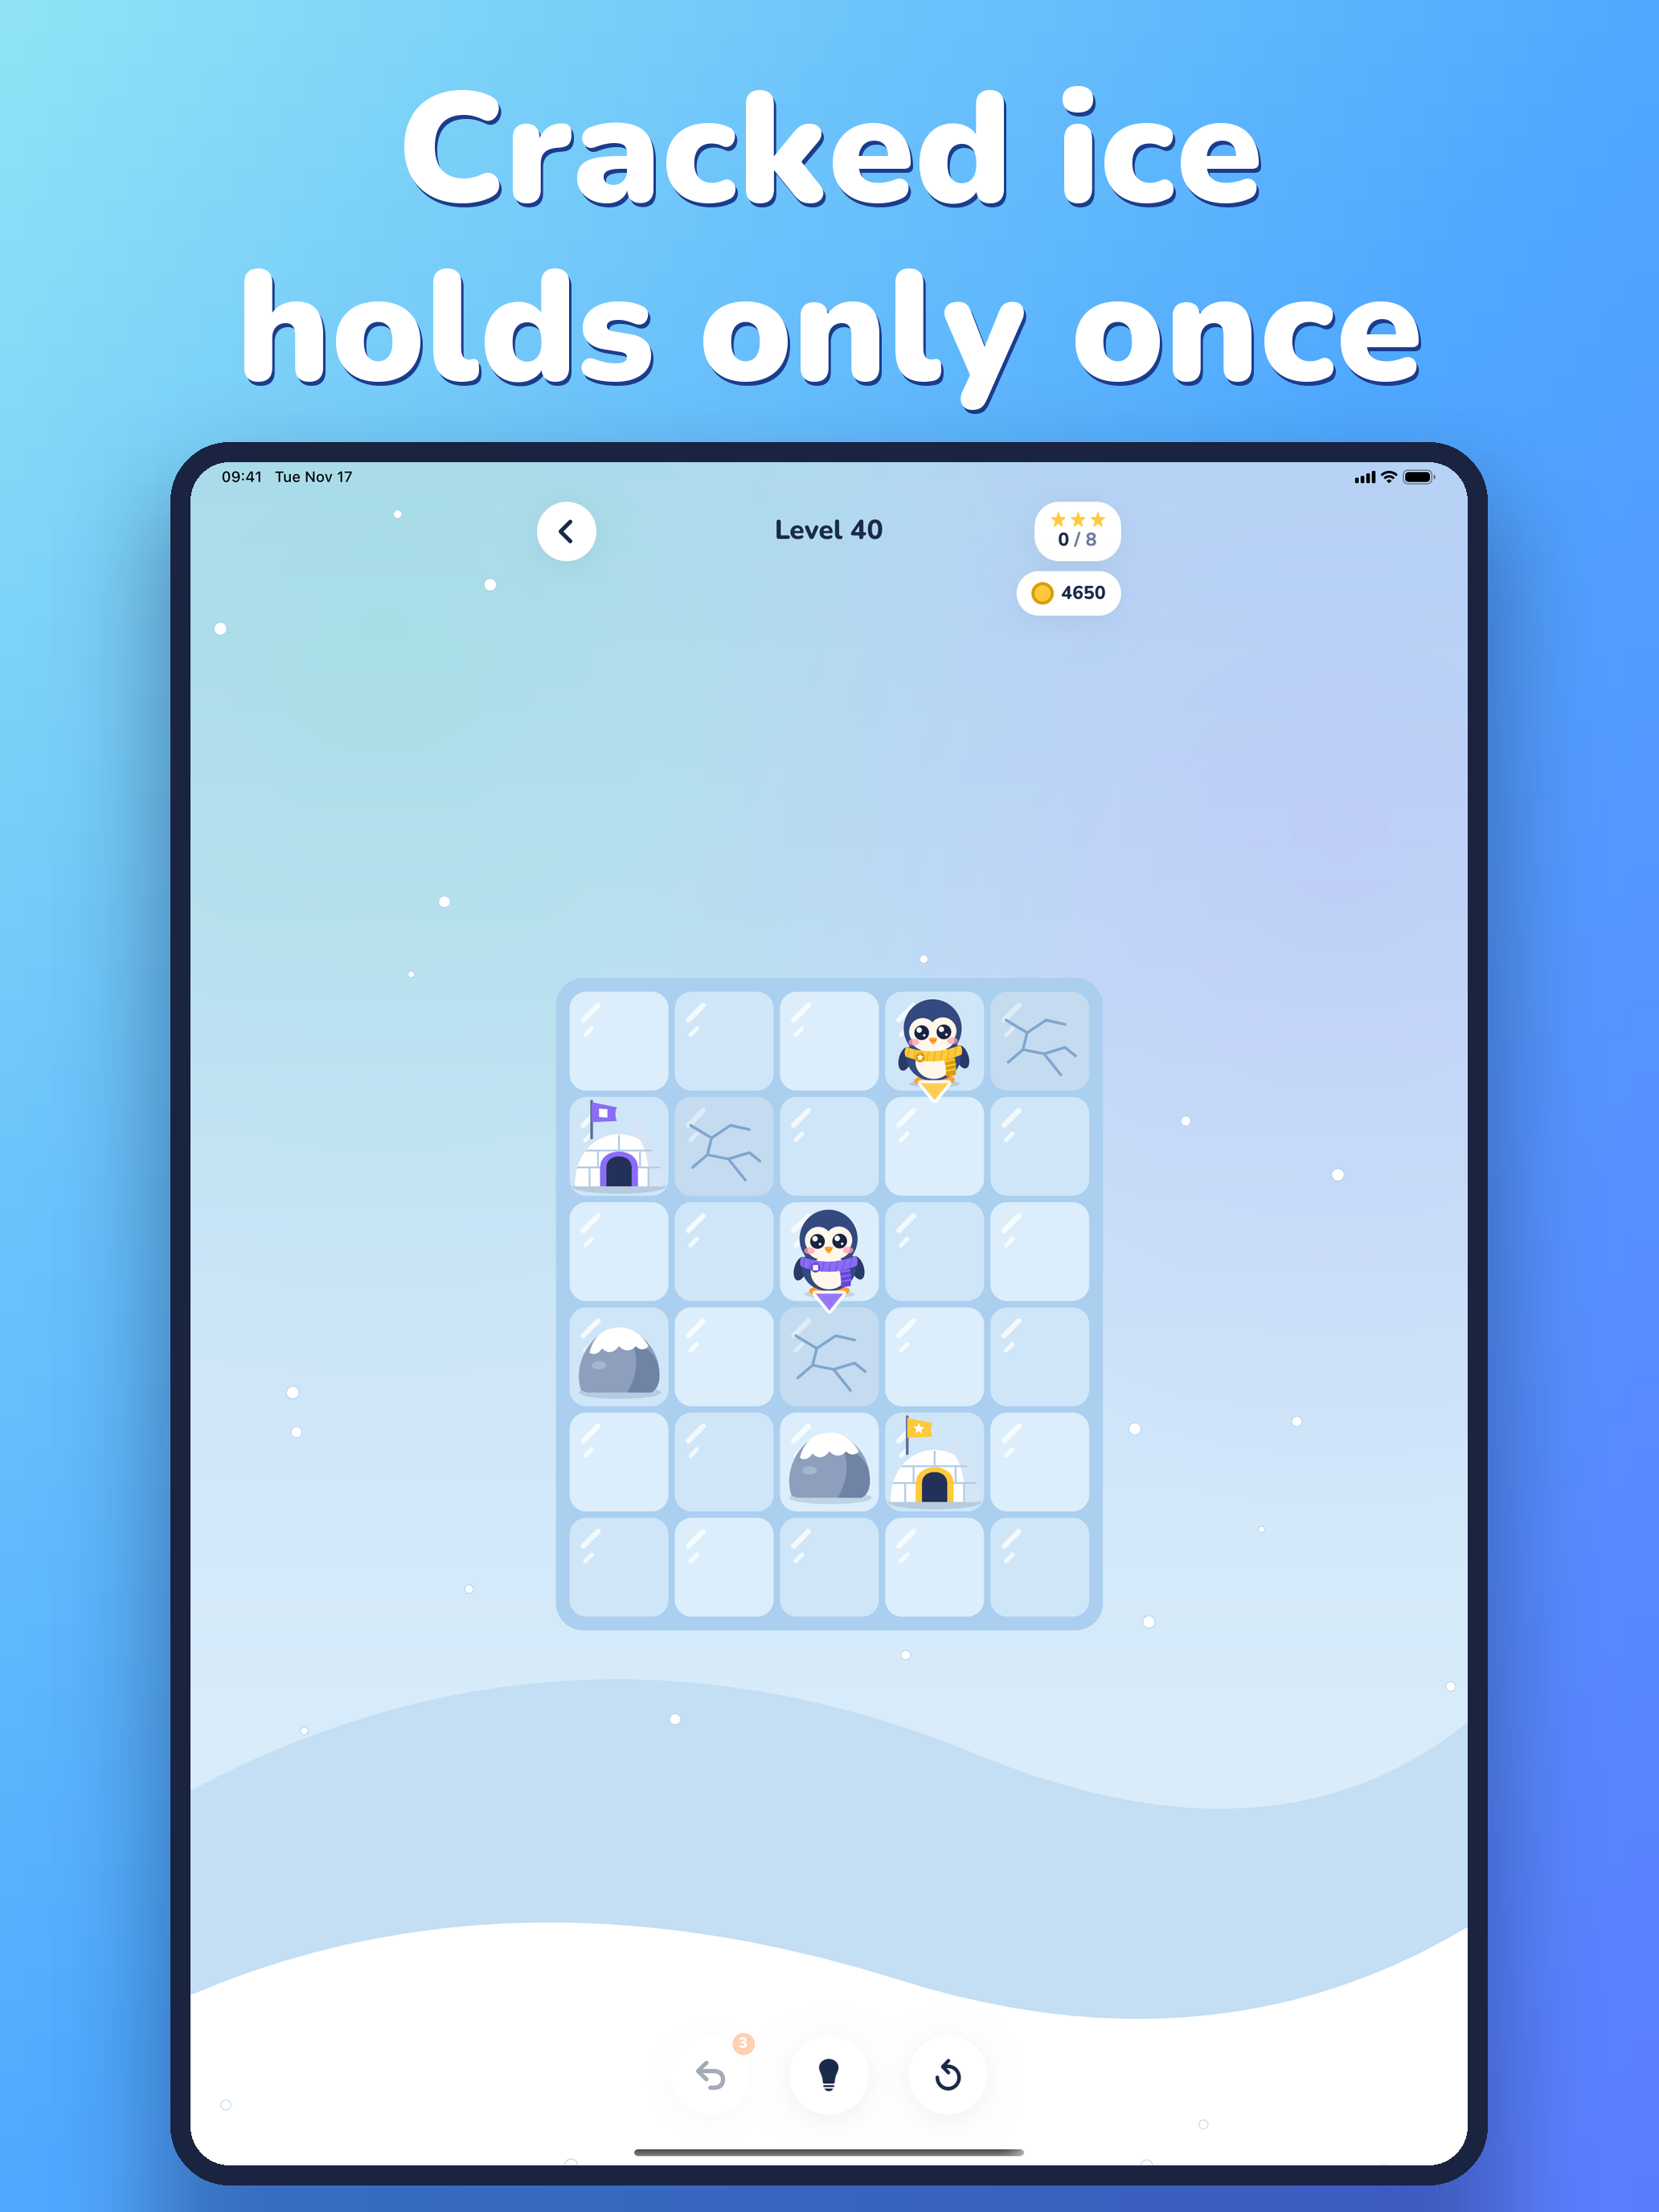 Cracked ice
holds only once
09:41 Tue Nov 17
Level 40
0 / 8
4650
3